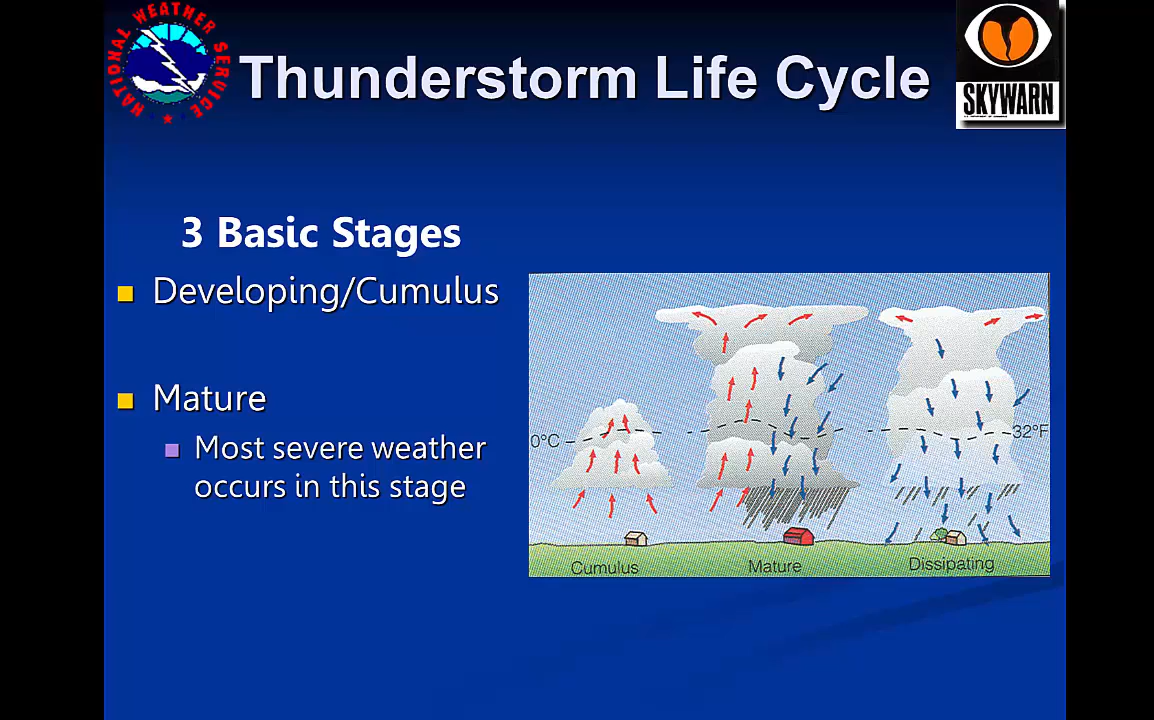 NATIONAL WEATHER SERVICE
Thunderstorm Life Cycle
SKYWARN
3 Basic Stages
Developing/Cumulus
Mature
Most severe weather
occurs in this stage
0°C
32°F
Cumulus
Mature
Dissipating